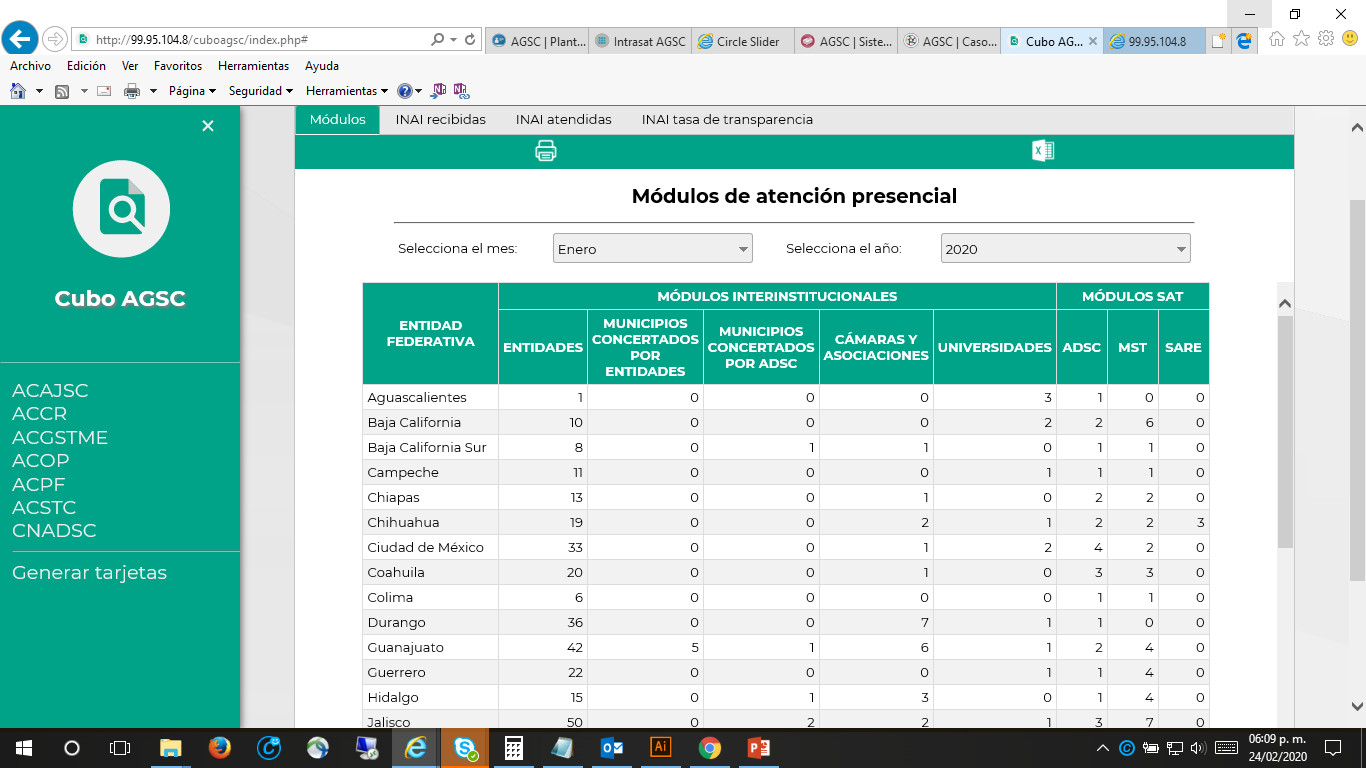 http://99.95.104.8/cuboagsc/index.php#
AGSC | Plant...
Intrasat AGSC
Circle Slider
AGSC | Siste...
AGSC | Caso...
Cubo AG...
99.95.104.8
Archivo Edición Ver Favoritos Herramientas Ayuda
Página Seguridad Herramientas
Módulos INAI recibidas INAI atendidas INAI tasa de transparencia
Cubo AGSC
ACAJSC
ACCR
ACGSTME
ACOP
ACPF
ACSTC
CNADSC
Generar tarjetas
Módulos de atención presencial
Selecciona el mes: Enero Selecciona el año: 2020
ENTIDAD FEDERATIVA
MÓDULOS INTERINSTITUCIONALES MÓDULOS SAT
ENTIDADES
MUNICIPIOS CONCERTADOS POR ENTIDADES
MUNICIPIOS CONCERTADOS POR ADSC
CÁMARAS Y ASOCIACIONES
UNIVERSIDADES
ADSC
MST
SARE
Aguascalientes 1 0 0 0 3 1 0 0
Baja California 10 0 0 0 2 2 6 0
Baja California Sur 8 0 1 1 0 1 1 0
Campeche 11 0 0 0 1 1 1 0
Chiapas 13 0 0 1 0 2 2 0
Chihuahua 19 0 0 2 1 2 2 3
Ciudad de México 33 0 0 1 2 4 2 0
Coahuila 20 0 0 1 0 3 3 0
Colima 6 0 0 0 0 1 1 0
Durango 36 0 0 7 1 1 0 0
Guanajuato 42 5 1 6 1 2 4 0
Guerrero 22 0 0 0 1 1 4 0
Hidalgo 15 0 1 3 0 1 4 0
Jalisco 50 0 2 2 1 3 7 0
06:09 p. m.
24/02/2020